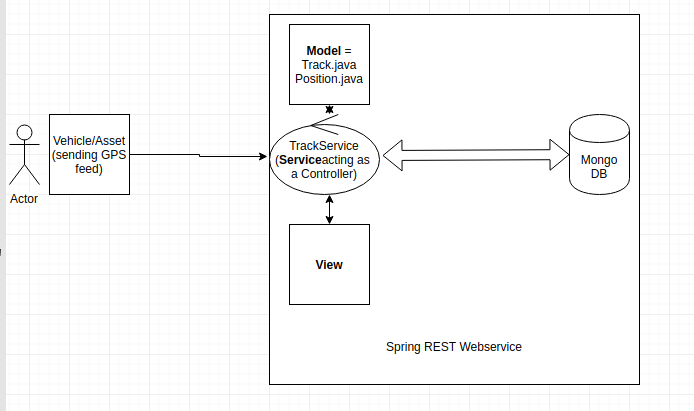 Model =
Track.java
Position.java
Vehicle/Asset
(sending GPS
feed)
Actor
TrackService
(Serviceacting as
a Controller)
Mongo
DB
View
Spring REST Webservice